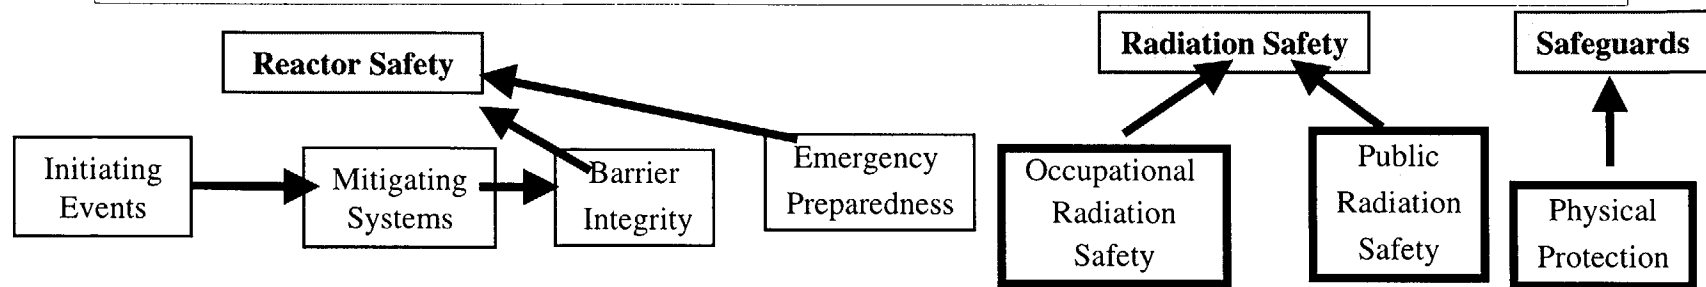 Reactor Safety
Radiation Safety
Safeguards
Initiating
Events
Mitigating
Systems
Barrier
Integrity
Emergency
Preparedness
Occupational
Radiation
Safety
Public
Radiation
Safety
Physical
Protection